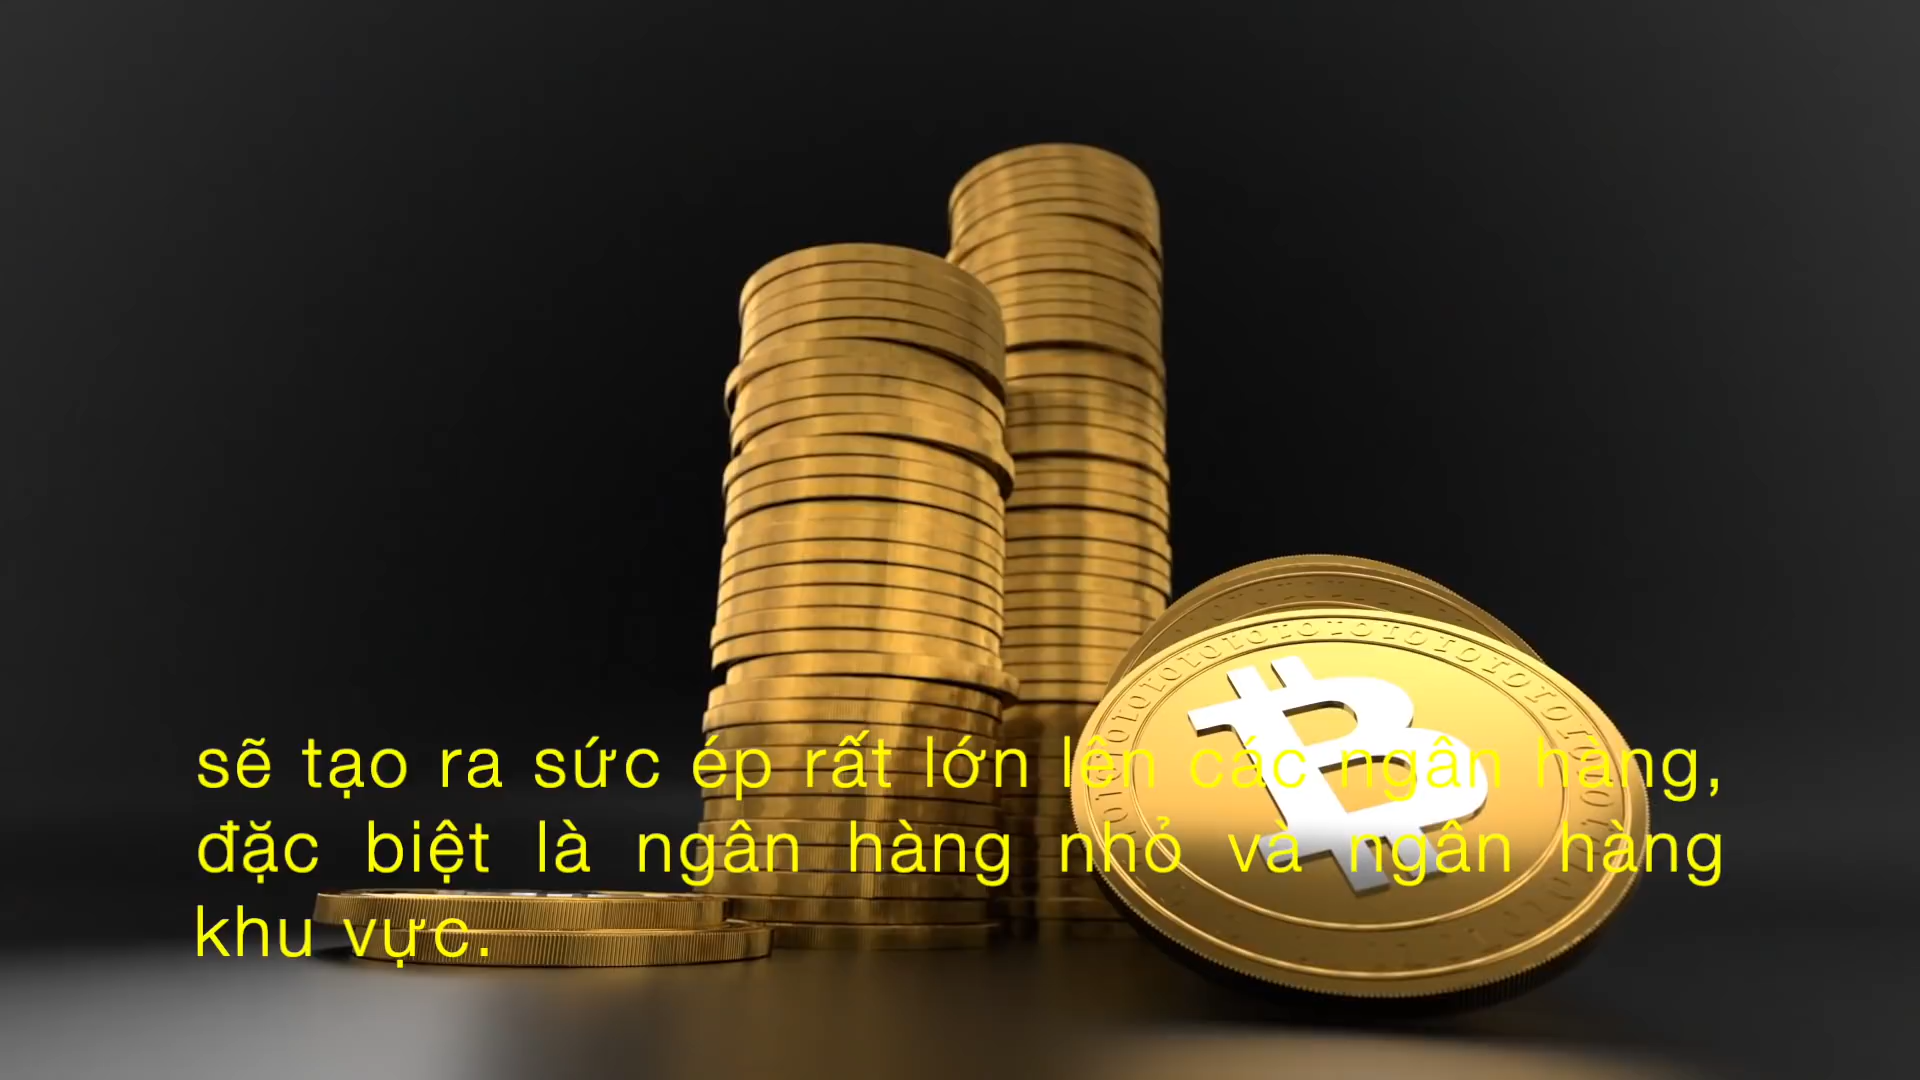 sẽ tạo ra sức ép rất lớn lên các ngân hàng,
đặc biệt là ngân hàng nhỏ và ngân hàng
khu vực.